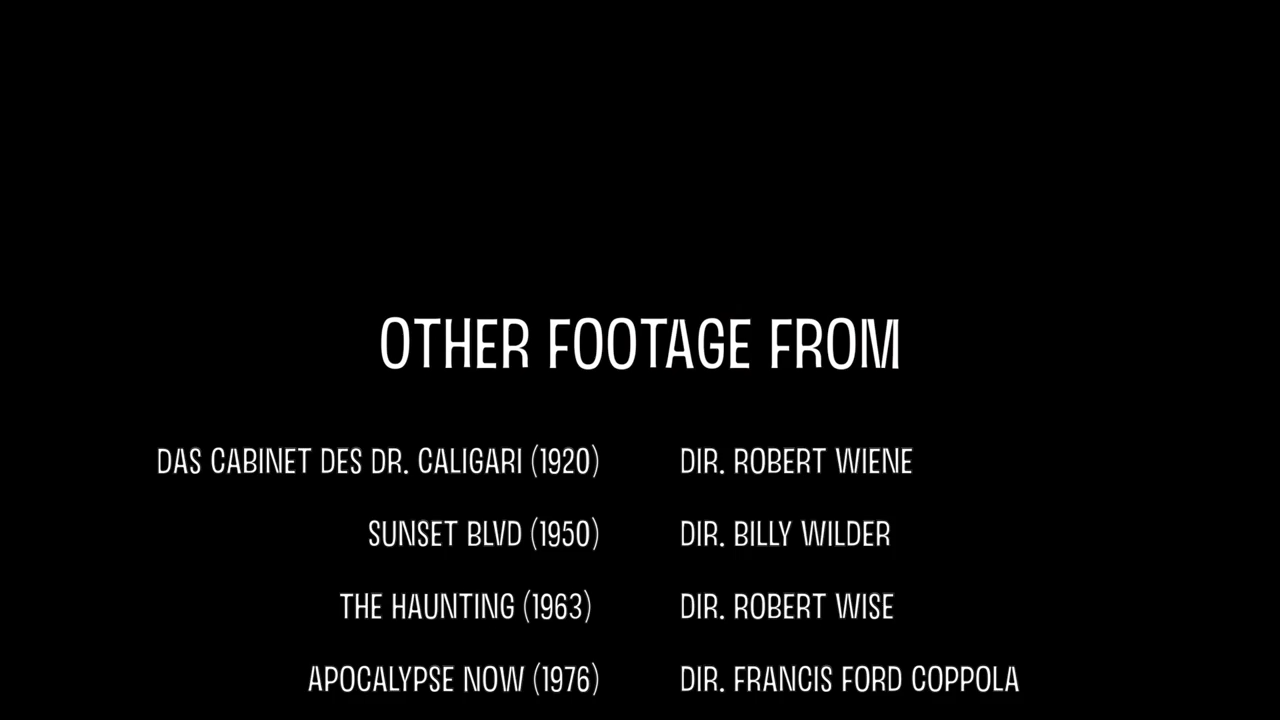 OTHER FOOTAGE FROM
DAS CABINET DES DR. CALIGARI (1920) DIR. ROBERT WIENE
SUNSET BLVD (1950) DIR. BILLY WILDER
THE HAUNTING (1963) DIR. ROBERT WISE
APOCALYPSE NOW (1976) DIR. FRANCIS FORD COPPOLA